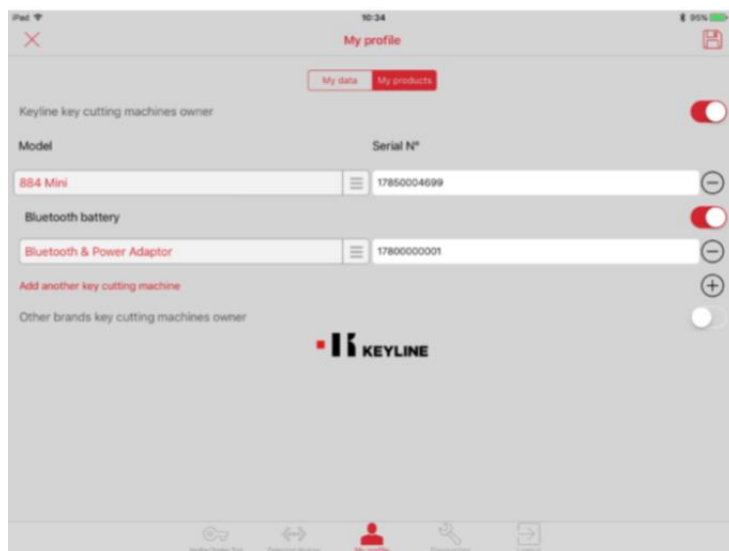 iPad 10:34 95%
My profile
My data My products
Keyline key cutting machines owner
Model Serial N°
884 Mini 17850004699
Bluetooth battery
Bluetooth & Power Adaptor 17800000001
Add another key cutting machine
Other brands key cutting machines owner
KEYLINE
My profile